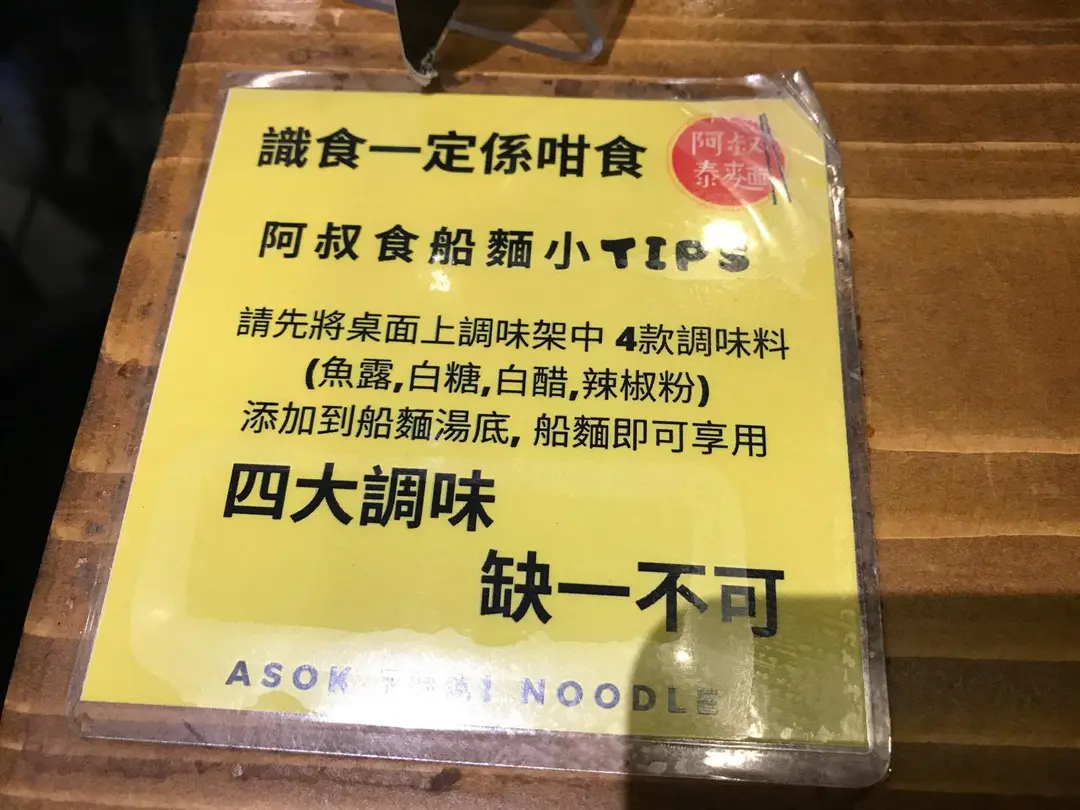 識食一定係咁食
阿叔
泰麵
阿叔食船麵小TIPS
請先將桌面上調味架中 4款調味料
(魚露,白糖,白醋,辣椒粉)
添加到船麵湯底, 船麵即可享用
四大調味
缺一不可
ASOK THAI NOODLE